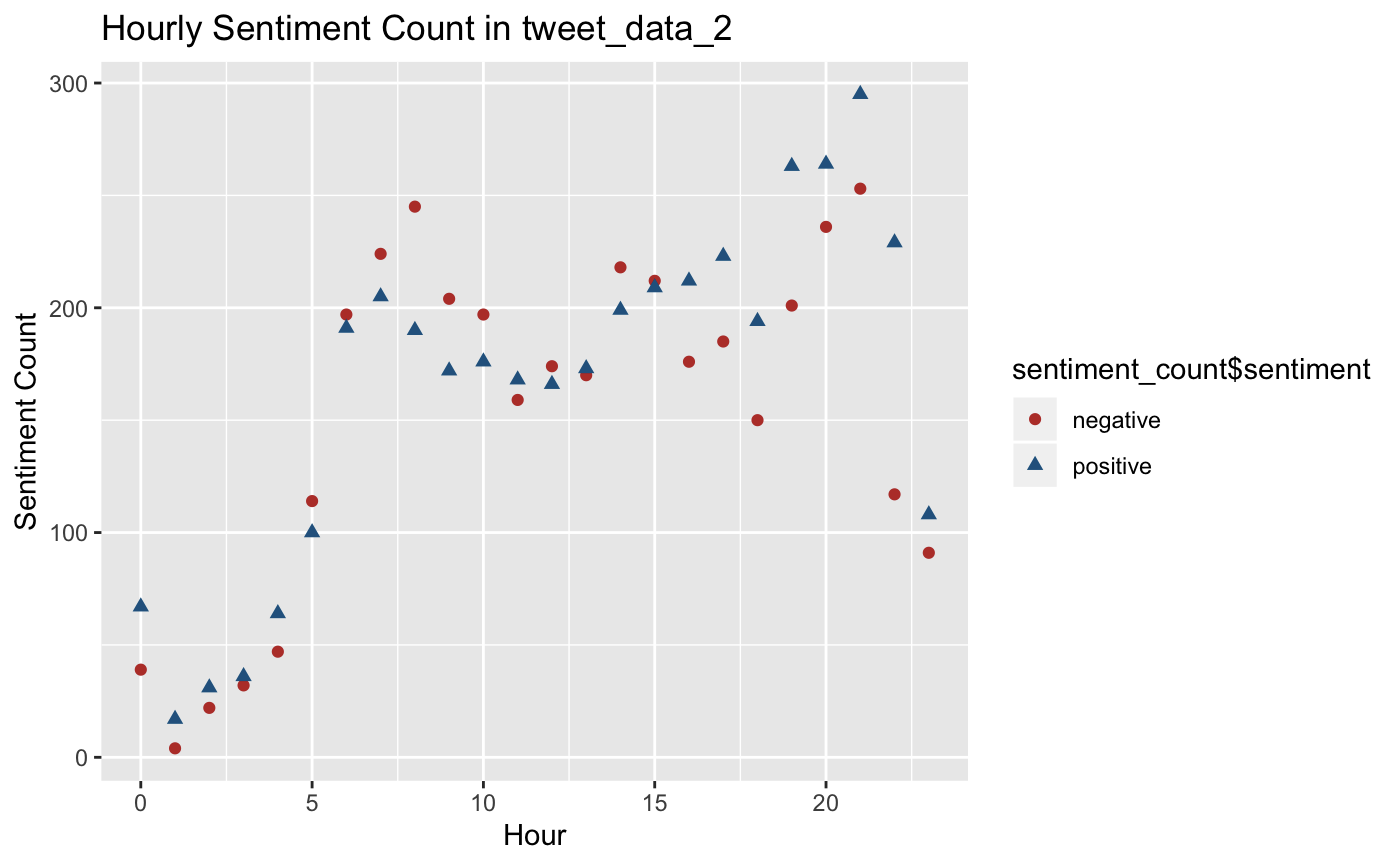 Hourly Sentiment Count in tweet_data_2
300
200
100
0
Sentiment Count
0 5 10 15 20
Hour
sentiment_count$sentiment
negative
positive